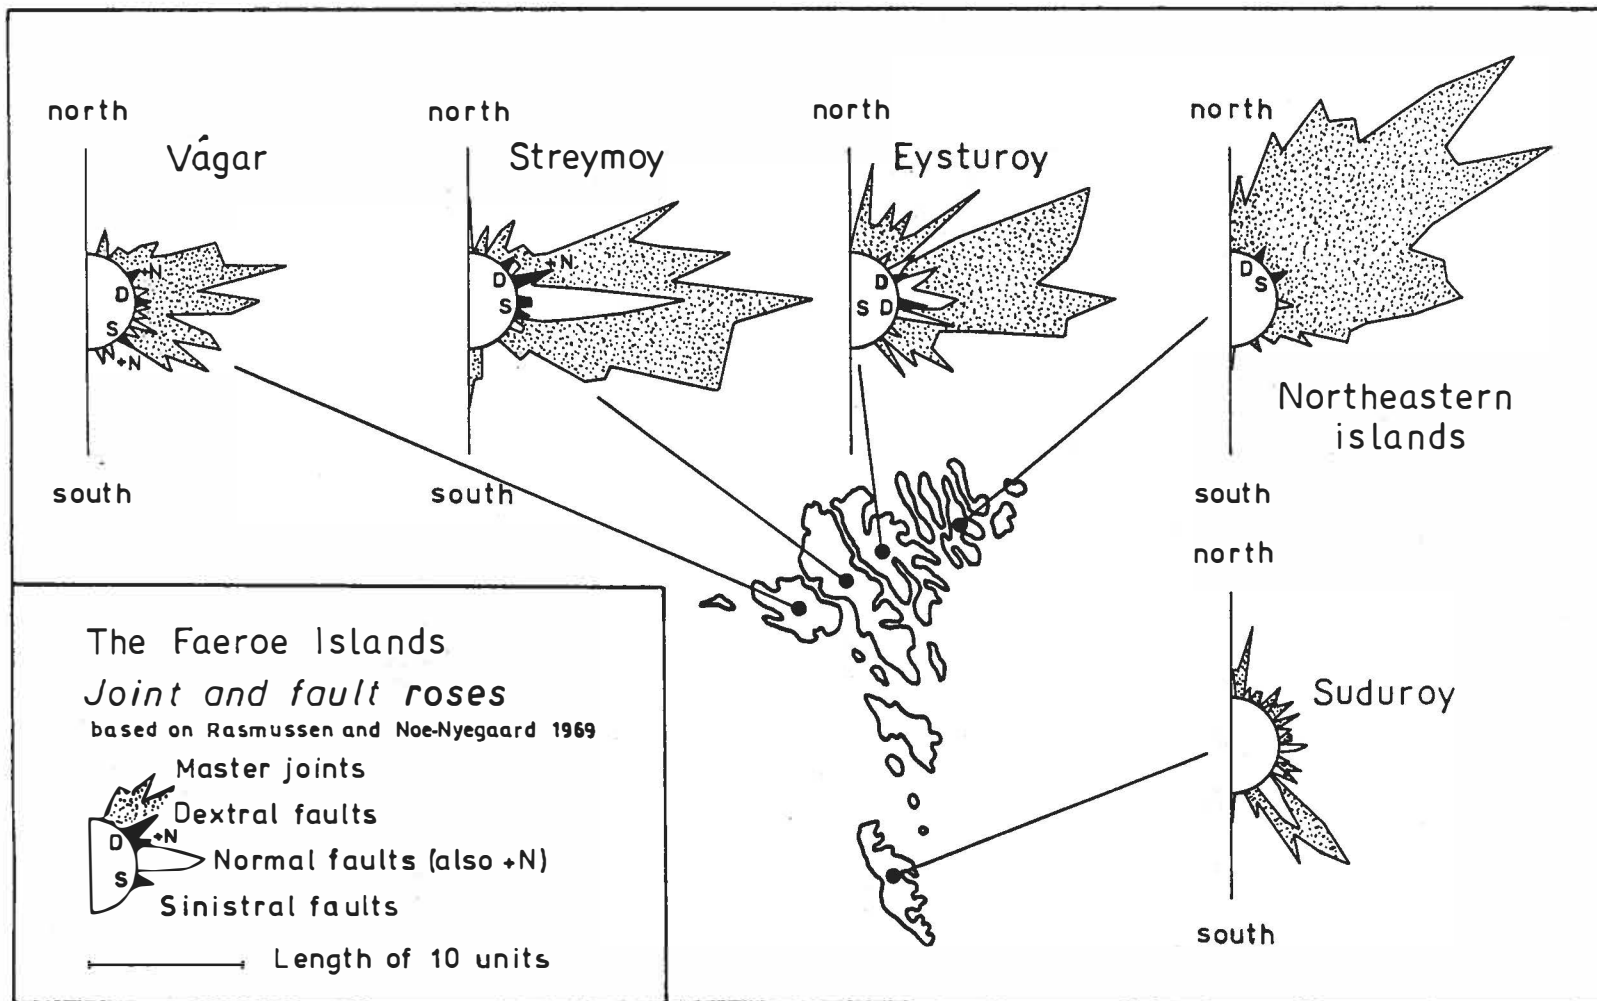 north
Vágar
south
north
Streymoy
south
north
Eysturoy
north
Northeastern
islands
south
north
Suduroy
south
+N
D
S
N
+N
+N
D
S
D
S D
D
S
The Faeroe Islands
Joint and fault roses
based on Rasmussen and Noe-Nyegaard 1969
Master joints
Dextral faults
D
+N
Normal faults (also +N)
S
Sinistral faults
Length of 10 units